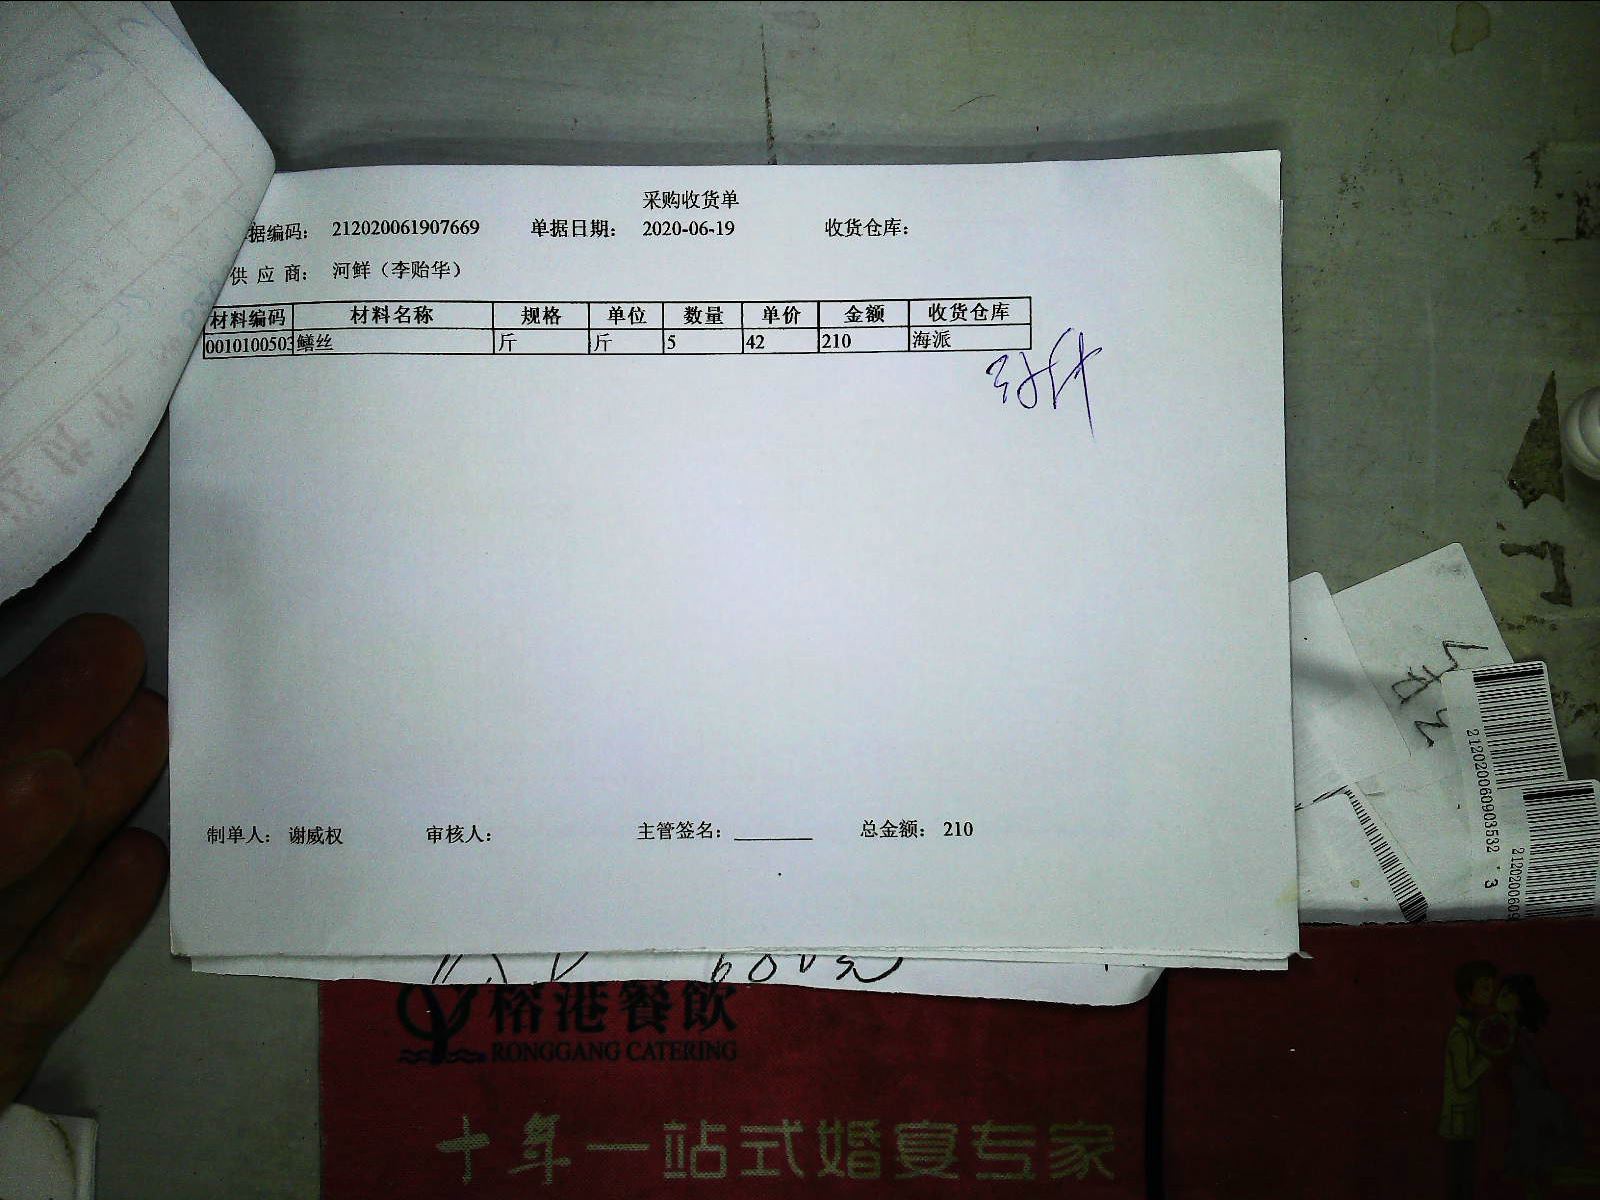 采购收货单
据编码： 212020061907669 单据日期： 2020-06-19 收货仓库：
供 应 商： 河鲜（李贻华）
材料编码 材料名称 规格 单位 数量 单价 金额 收货仓库
0010100503 鳝丝 斤 斤 5 42 210 海派
制单人： 谢威权 审核人： 主管签名：________ 总金额： 210
212020060903532
3
2120200609
榕港餐飲
RONGGANG CATERING
十年一站式婚宴专家